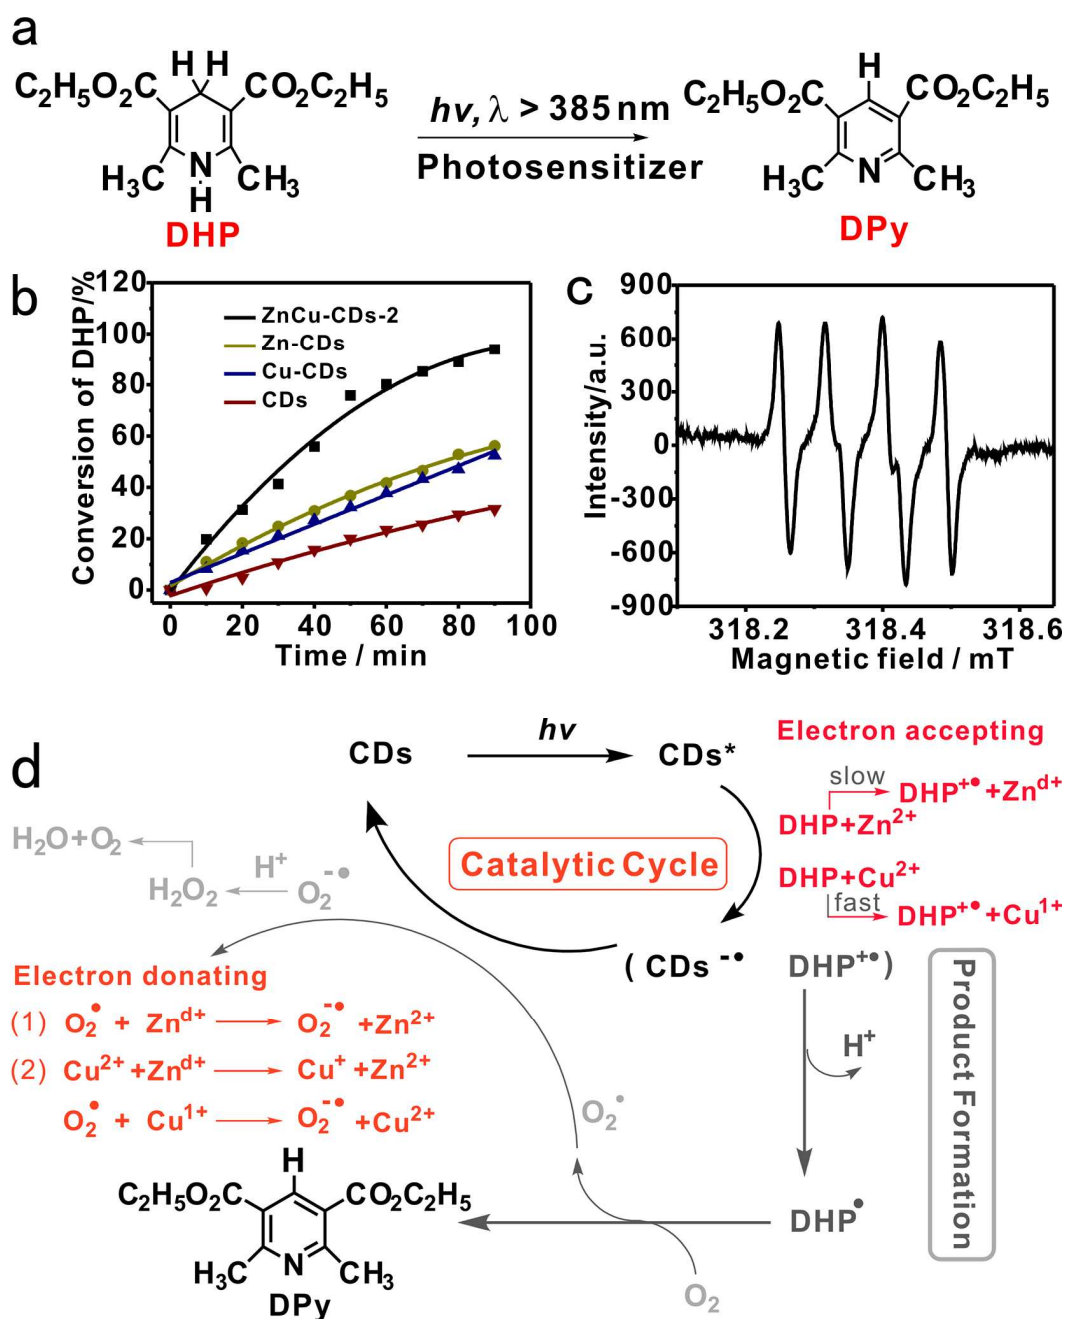 a
H H
C₂H₅O₂C CO₂C₂H₅
H₃C N CH₃
H
DHP
hv, λ > 385 nm
Photosensitizer
H
C₂H₅O₂C CO₂C₂H₅
H₃C N CH₃
DPy
b
Conversion of DHP/%
120
100
80
60
40
20
0
ZnCu-CDs-2
Zn-CDs
Cu-CDs
CDs
0 20 40 60 80 100
Time / min
c
Intensity/a.u.
900
600
300
0
-300
-600
-900
318.2 318.4 318.6
Magnetic field / mT
d
CDs hv CDs*
Electron accepting
slow
DHP⁺•+Znᵈ⁺
DHP+Zn²⁺
DHP+Cu²⁺
fast
DHP⁺•+Cu¹⁺
Catalytic Cycle
H₂O+O₂
H₂O₂ H⁺ O₂⁻•
(CDs⁻• DHP⁺•)
Electron donating
(1) O₂• + Znᵈ⁺ → O₂⁻• +Zn²⁺
(2) Cu²⁺+Znᵈ⁺ → Cu⁺ +Zn²⁺
O₂• + Cu¹⁺ → O₂⁻• +Cu²⁺
H⁺
Product Formation
O₂•
DHP•
O₂
H
C₂H₅O₂C CO₂C₂H₅
H₃C N CH₃
DPy